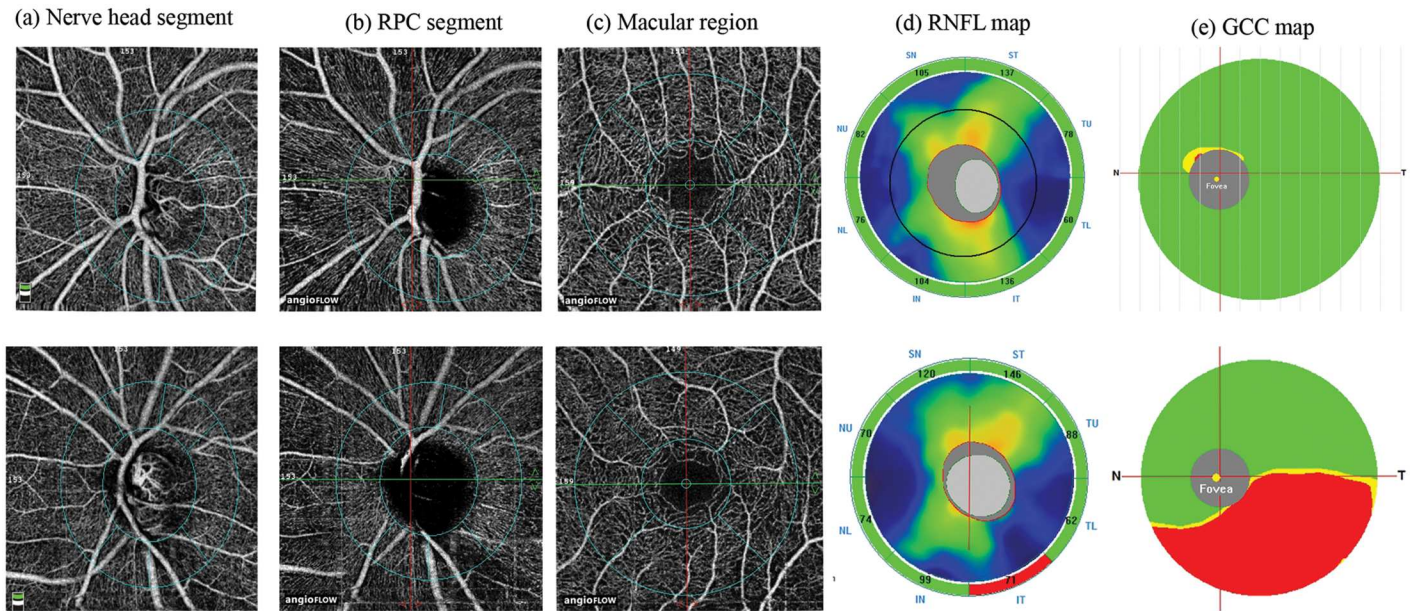 (a) Nerve head segment
(b) RPC segment
(c) Macular region
(d) RNFL map
(e) GCC map
153
153
153
angioFLOW
angioFLOW
SN
ST
105
137
NU
TU
82
78
76
60
NL
TL
104
136
IN
IT
N
T
Fovea
153
153
153
153
149
159
angioFLOW
angioFLOW
SN
ST
120
146
NU
TU
70
88
74
62
NL
TL
99
71
IN
IT
N
T
Fovea